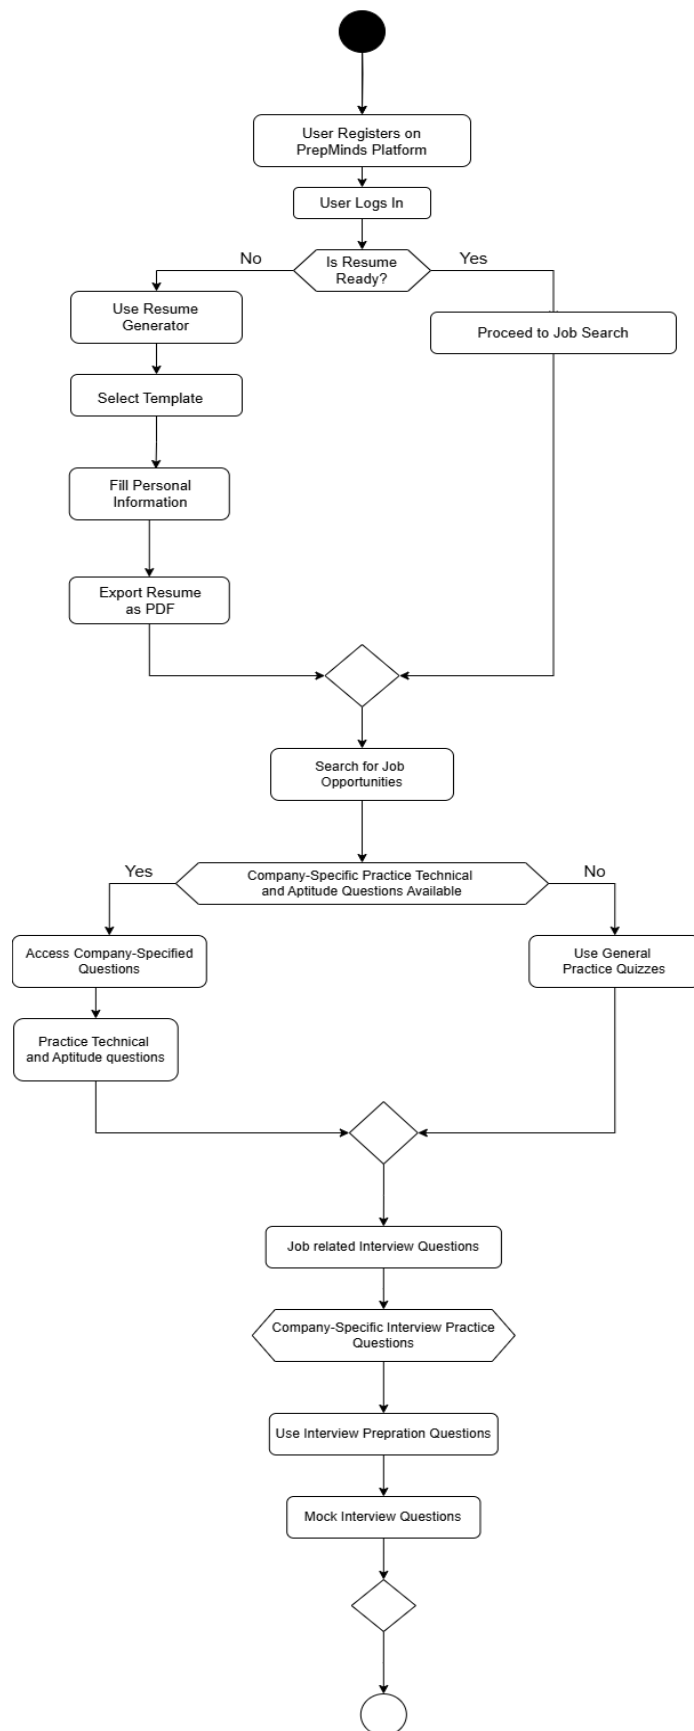 User Registers on
PrepMinds Platform
User Logs In
No
Is Resume
Ready?
Yes
Use Resume
Generator
Proceed to Job Search
Select Template
Fill Personal
Information
Export Resume
as PDF
Search for Job
Opportunities
Yes
Company-Specific Practice Technical
and Aptitude Questions Available
No
Access Company-Specified
Questions
Use General
Practice Quizzes
Practice Technical
and Aptitude questions
Job related Interview Questions
Company-Specific Interview Practice
Questions
Use Interview Prepration Questions
Mock Interview Questions